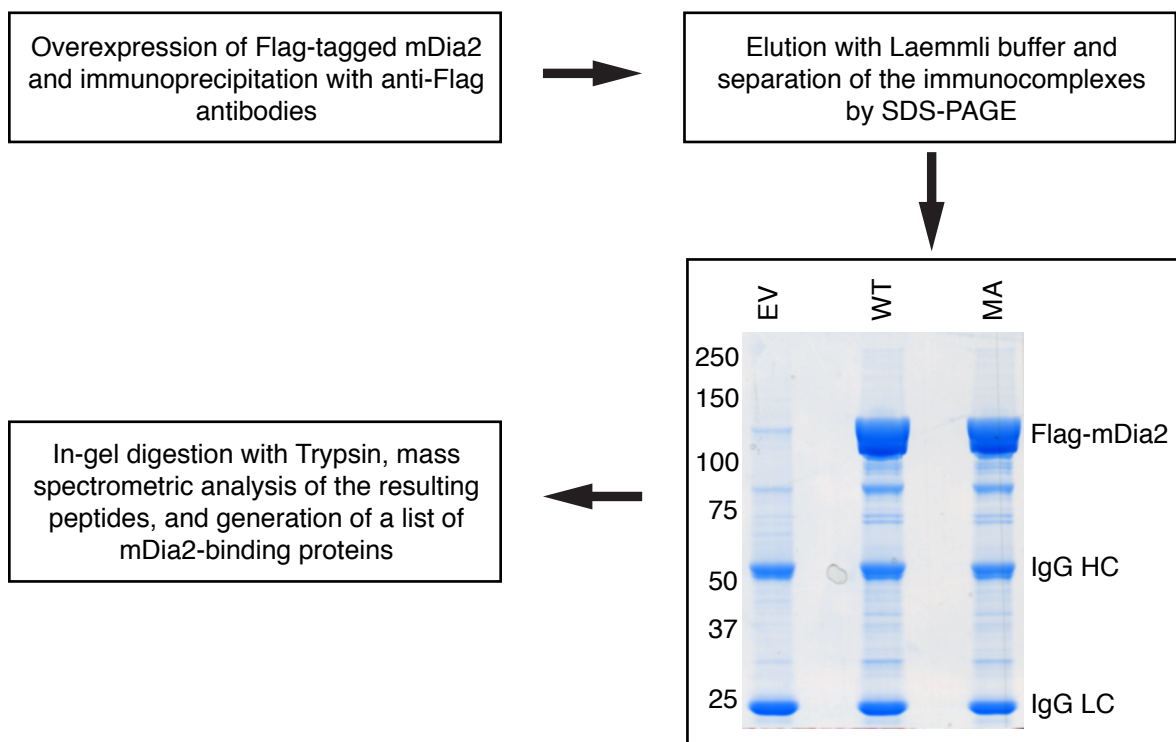 Overexpression of Flag-tagged mDia2
and immunoprecipitation with anti-Flag
antibodies
Elution with Laemmli buffer and
separation of the immunocomplexes
by SDS-PAGE
EV
WT
MA
250
150
100
75
50
37
25
Flag-mDia2
IgG HC
IgG LC
In-gel digestion with Trypsin, mass
spectrometric analysis of the resulting
peptides, and generation of a list of
mDia2-binding proteins